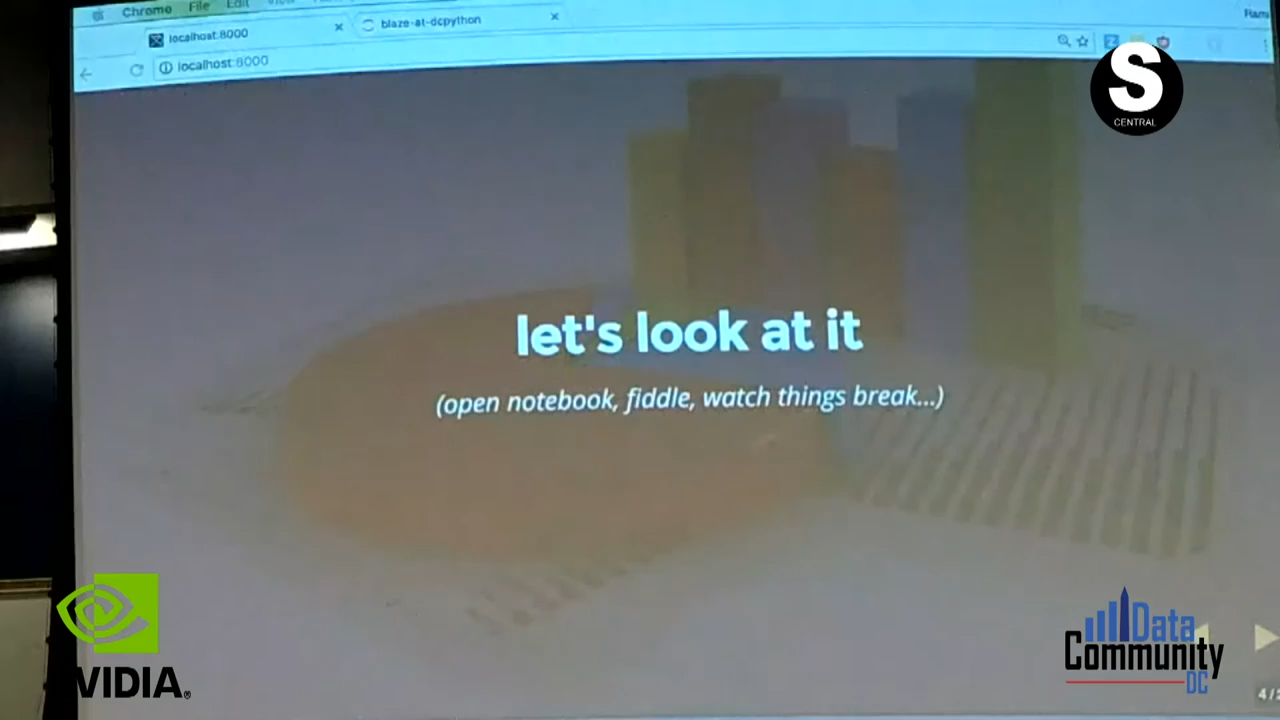 Chrome File Edit
localhost:8000
blaze-at-dcpython
localhost:8000
S
CENTRAL
let's look at it
(open notebook, fiddle, watch things break...)
NVIDIA.
Data
Community
DC
4/